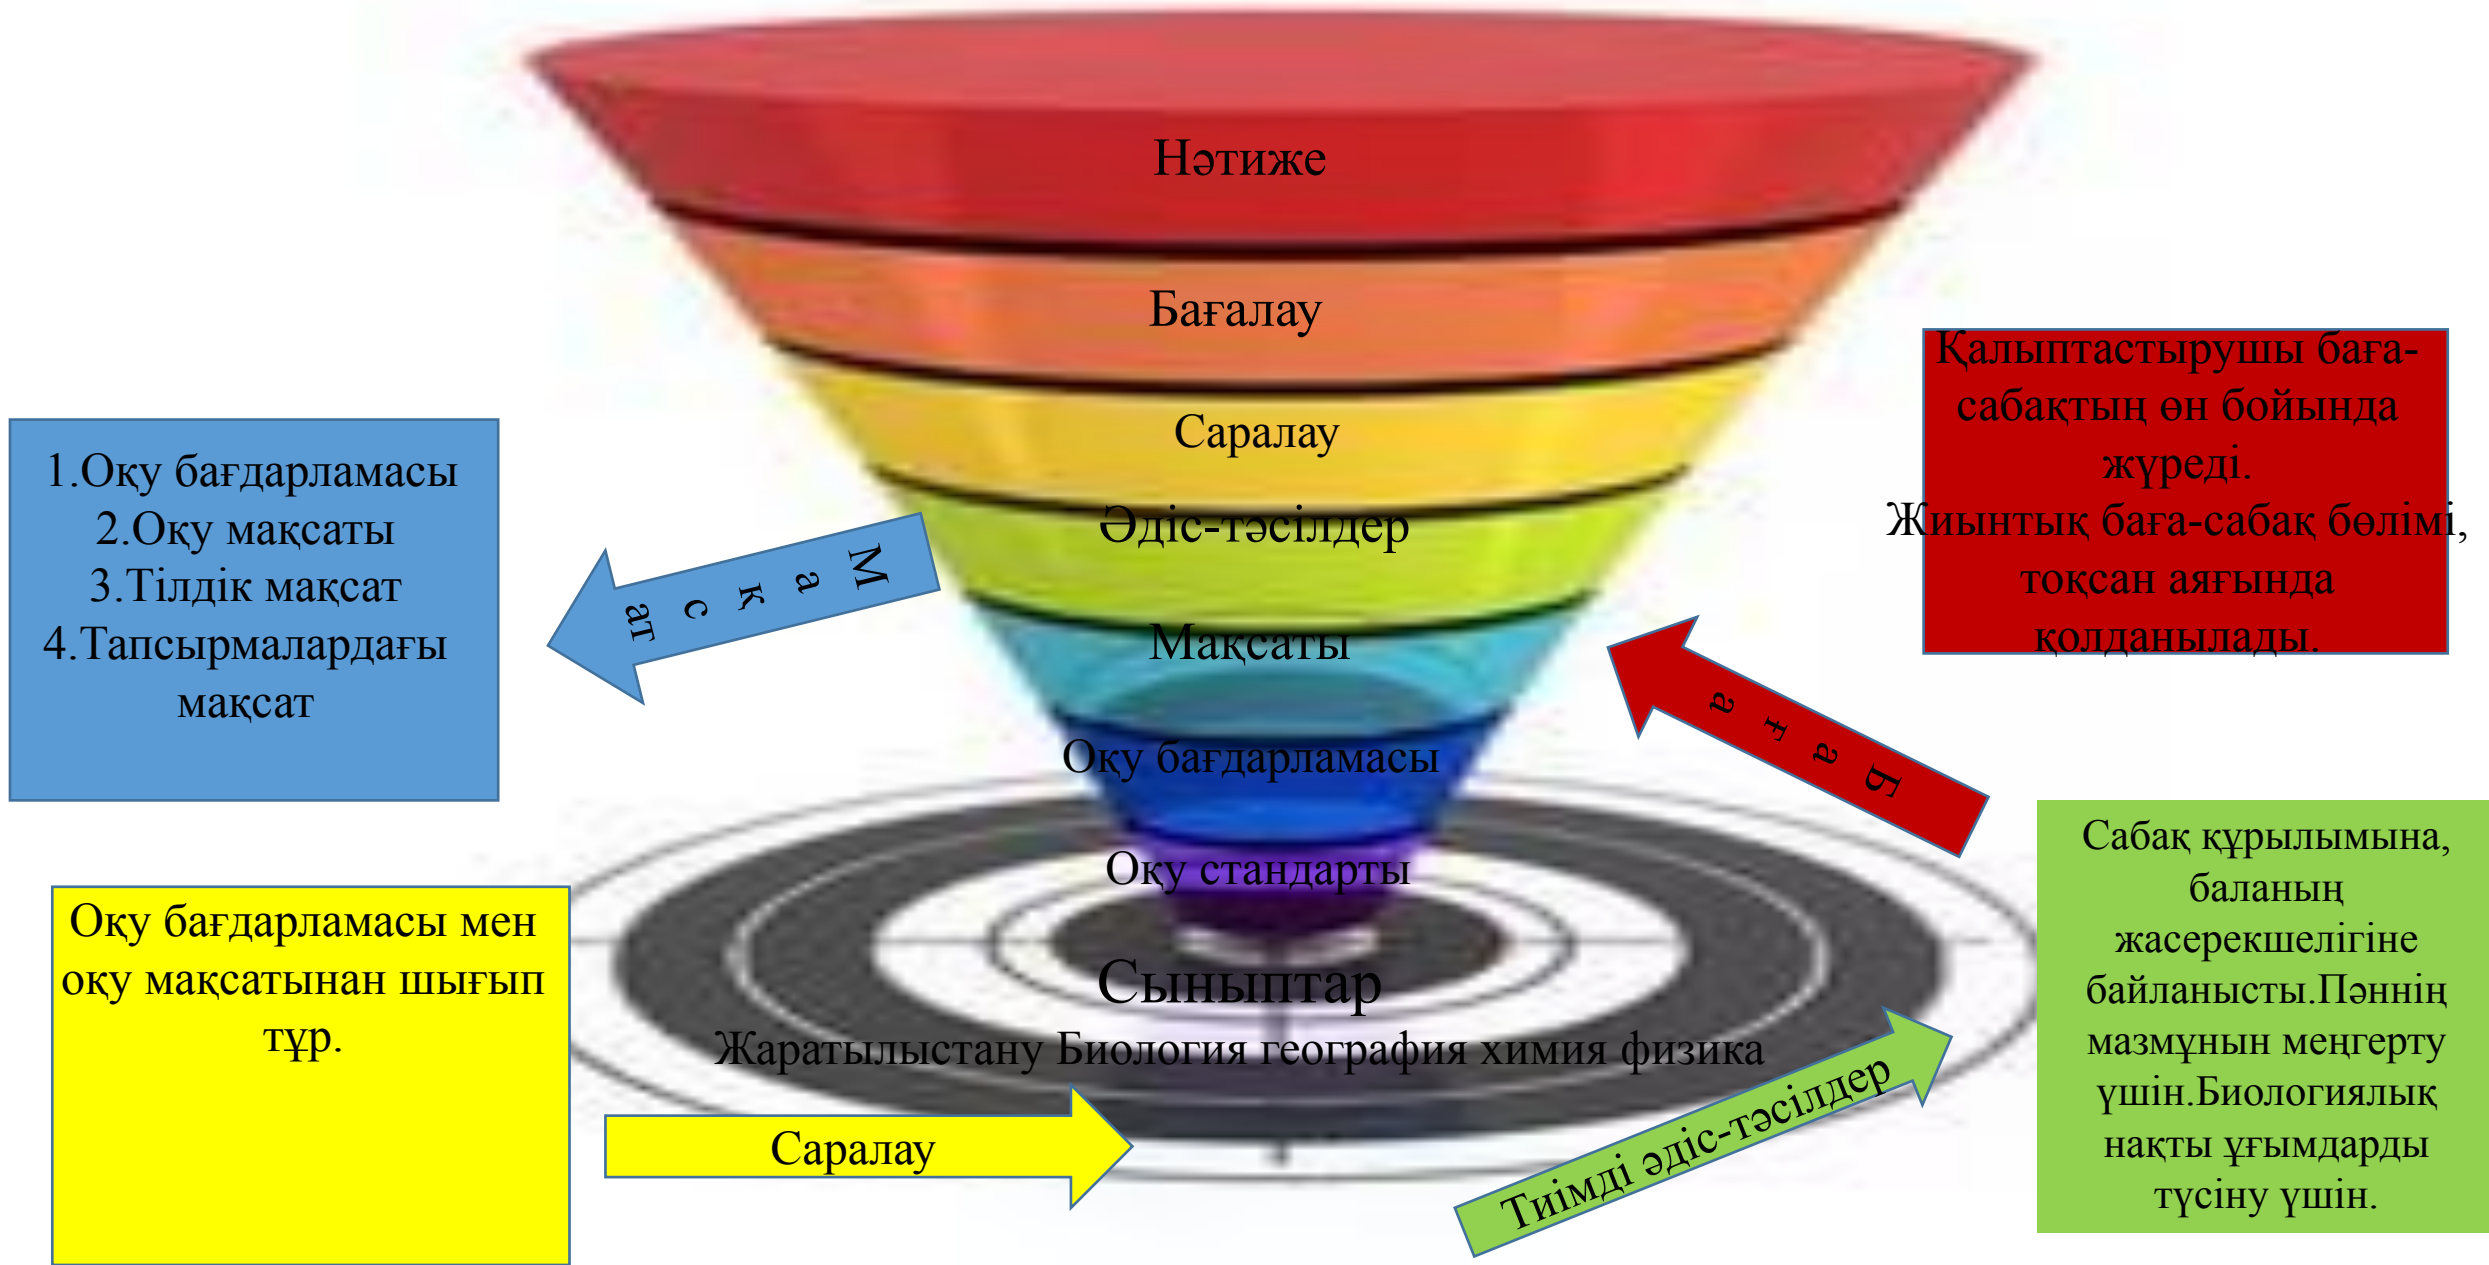 Нәтиже
Бағалау
Саралау
Әдіс-тәсілдер
Мақсаты
Оқу бағдарламасы
Оқу стандарты
Сыныптар
Жаратылыстану Биология география химия физика
1.Оқу бағдарламасы
2.Оқу мақсаты
3.Тілдік мақсат
4.Тапсырмалардағы
мақсат
Мақсат
Қалыптастырушы баға-
сабақтың өн бойында
жүреді.
Жиынтық баға-сабақ бөлімі,
тоқсан аяғында
қолданылады.
Баға
Оқу бағдарламасы мен
оқу мақсатынан шығып
тұр.
Саралау
Тиімді әдіс-тәсілдер
Сабақ құрылымына,
баланың
жасерекшелігіне
байланысты.Пәннің
мазмұнын меңгерту
үшін.Биологиялық
нақты ұғымдарды
түсіну үшін.